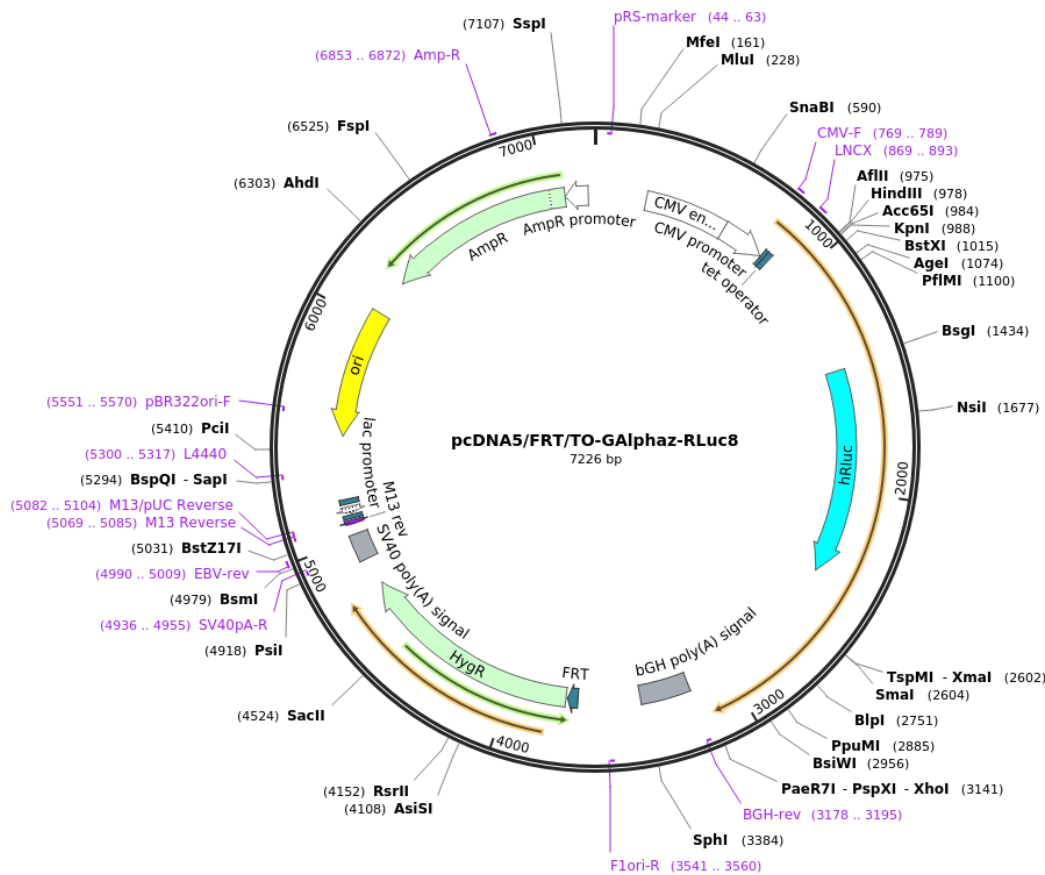 pRS-marker (44 .. 63)
(7107) SspI
MfeI (161)
(6853 .. 6872) Amp-R
MluI (228)
SnaBI (590)
(6525) FspI
CMV-F (769 .. 789)
7000
LNCX (869 .. 893)
AflII (975)
(6303) AhdI
HindIII (978)
Acc65I (984)
CMV en...
AmpR promoter
KpnI (988)
AmpR
CMV promoter
1000
BstXI (1015)
AgeI (1074)
tet operator
PflMI (1100)
6000
BsgI (1434)
ori
(5551 .. 5570) pBR322ori-F
NsiI (1677)
(5410) PciI
pcDNA5/FRT/TO-GAlphaz-RLuc8
7226 bp
hRluc
(5300 .. 5317) L4440
lac promoter
2000
(5294) BspQI - SapI
(5082 .. 5104) M13/pUC Reverse
M13 rev
(5069 .. 5085) M13 Reverse
(5031) BstZ17I
5000
(4990 .. 5009) EBV-rev
SV40 poly(A) signal
(4979) BsmI
(4936 .. 4955) SV40pA-R
(4918) PsiI
bGH poly(A) signal
HygR
FRT
TspMI - XmaI (2602)
SmaI (2604)
3000
(4524) SacII
BlpI (2751)
4000
PpuMI (2885)
BsiWI (2956)
(4152) RsrII
PaeR7I - PspXI - XhoI (3141)
(4108) AsiSI
BGH-rev (3178 .. 3195)
SphI (3384)
F1ori-R (3541 .. 3560)